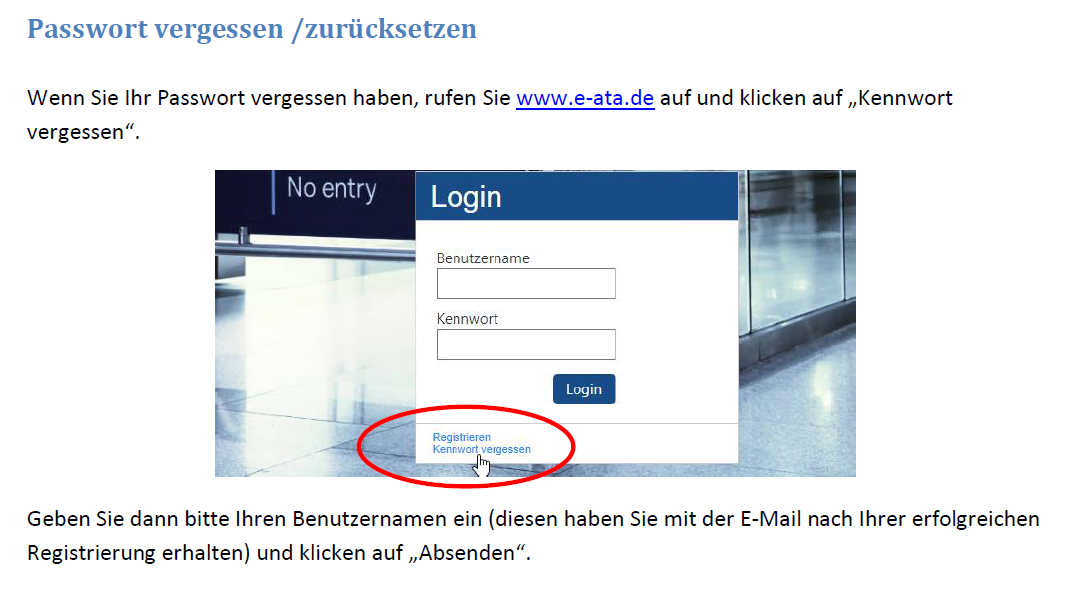 Passwort vergessen /zurücksetzen
Wenn Sie Ihr Passwort vergessen haben, rufen Sie www.e-ata.de auf und klicken auf „Kennwort
vergessen“.
No entry
Login
Benutzername
Kennwort
Login
Registrieren
Kennwort vergessen
Geben Sie dann bitte Ihren Benutzernamen ein (diesen haben Sie mit der E-Mail nach Ihrer erfolgreichen
Registrierung erhalten) und klicken auf „Absenden“.